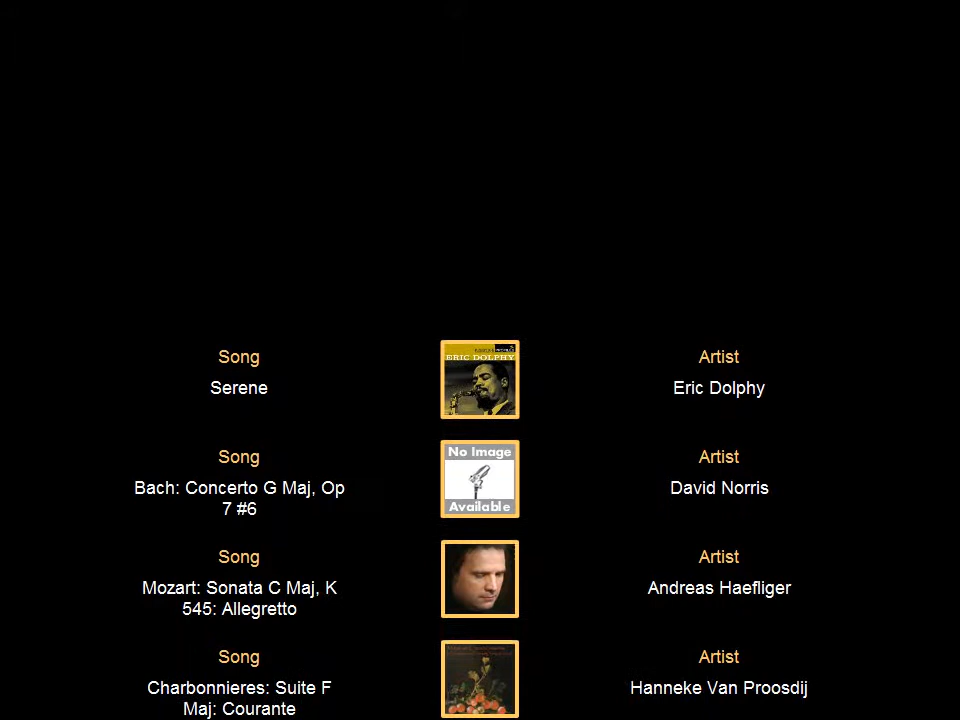 Song
Serene
ERIC DOLPHY
Artist
Eric Dolphy
Song
Bach: Concerto G Maj, Op
7 #6
No Image
Available
Artist
David Norris
Song
Mozart: Sonata C Maj, K
545: Allegretto
Artist
Andreas Haefliger
Song
Charbonnieres: Suite F
Maj: Courante
Artist
Hanneke Van Proosdij